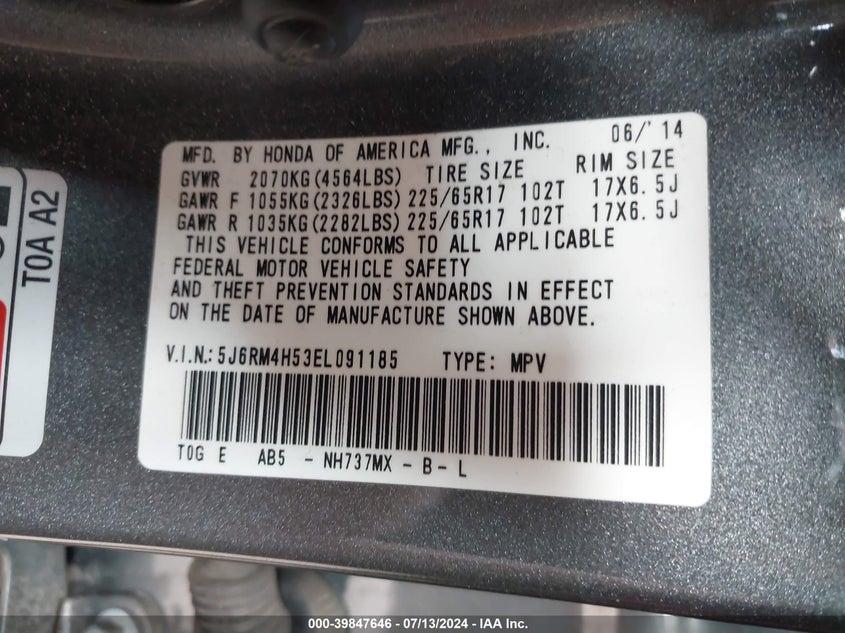 MFD. BY HONDA OF AMERICA MFG., INC. 06/'14
GVWR 2070KG(4564LBS) TIRE SIZE RIM SIZE
GAWR F 1055KG(2326LBS) 225/65R17 102T 17X6.5J
GAWR R 1035KG(2282LBS) 225/65R17 102T 17X6.5J
THIS VEHICLE CONFORMS TO ALL APPLICABLE
FEDERAL MOTOR VEHICLE SAFETY
AND THEFT PREVENTION STANDARDS IN EFFECT
ON THE DATE OF MANUFACTURE SHOWN ABOVE.
V.I.N.:5J6RM4H53EL091185 TYPE: MPV
T0G E AB5 - NH737MX - B - L
T0A A2
000-39847646 - 07/13/2024 - IAA Inc.